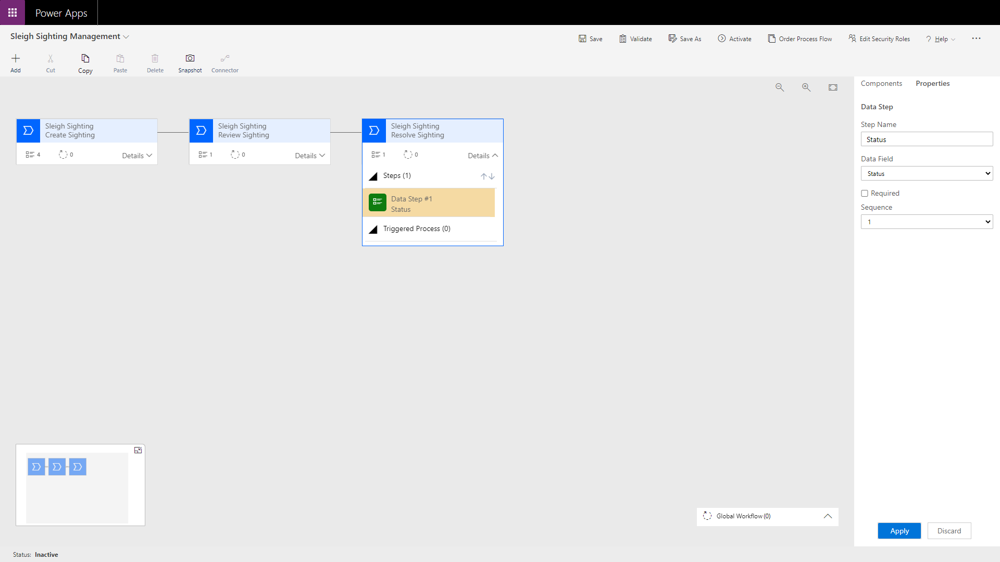 Power Apps
Sleigh Sighting Management
Save
Validate
Save As
Activate
Order Process Flow
Edit Security Roles
? Help
...
Add
Cut
Copy
Paste
Delete
Snapshot
Connector
Components
Properties
Sleigh Sighting
Create Sighting
4
0
Details
Sleigh Sighting
Review Sighting
1
0
Details
Sleigh Sighting
Resolve Sighting
1
0
Details
Steps (1)
Data Step #1
Status
Triggered Process (0)
Data Step
Step Name
Status
Data Field
Status
Required
Sequence
1
Global Workflow (0)
Apply
Discard
Status: Inactive